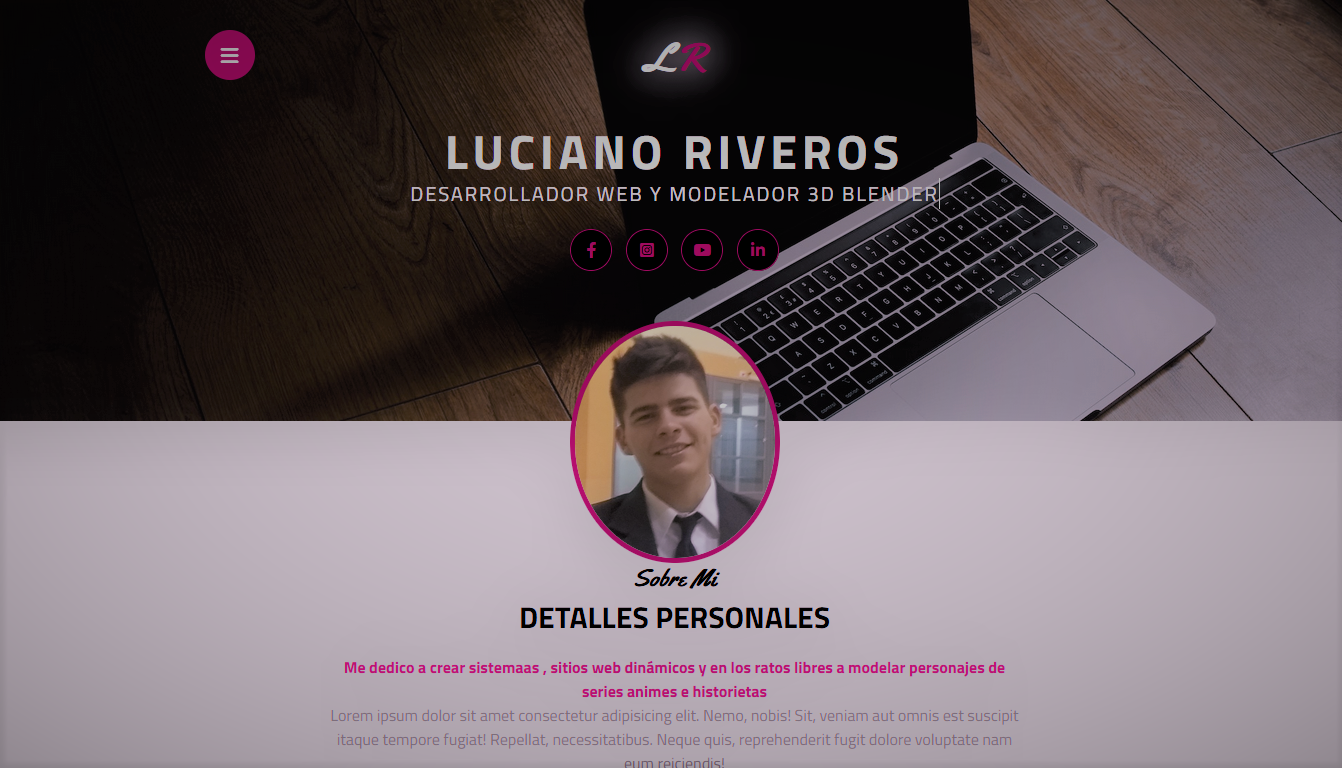 LR
LUCIANO RIVEROS
DESARROLLADOR WEB Y MODELADOR 3D BLENDER
Sobre Mi
DETALLES PERSONALES
Me dedico a crear sistemaas , sitios web dinámicos y en los ratos libres a modelar personajes de
series animes e historietas
Lorem ipsum dolor sit amet consectetur adipisicing elit. Nemo, nobis! Sit, veniam aut omnis est suscipit
itaque tempore fugiat! Repellat, necessitatibus. Neque quis, reprehenderit fugit dolore voluptate nam
eum reiciendis!